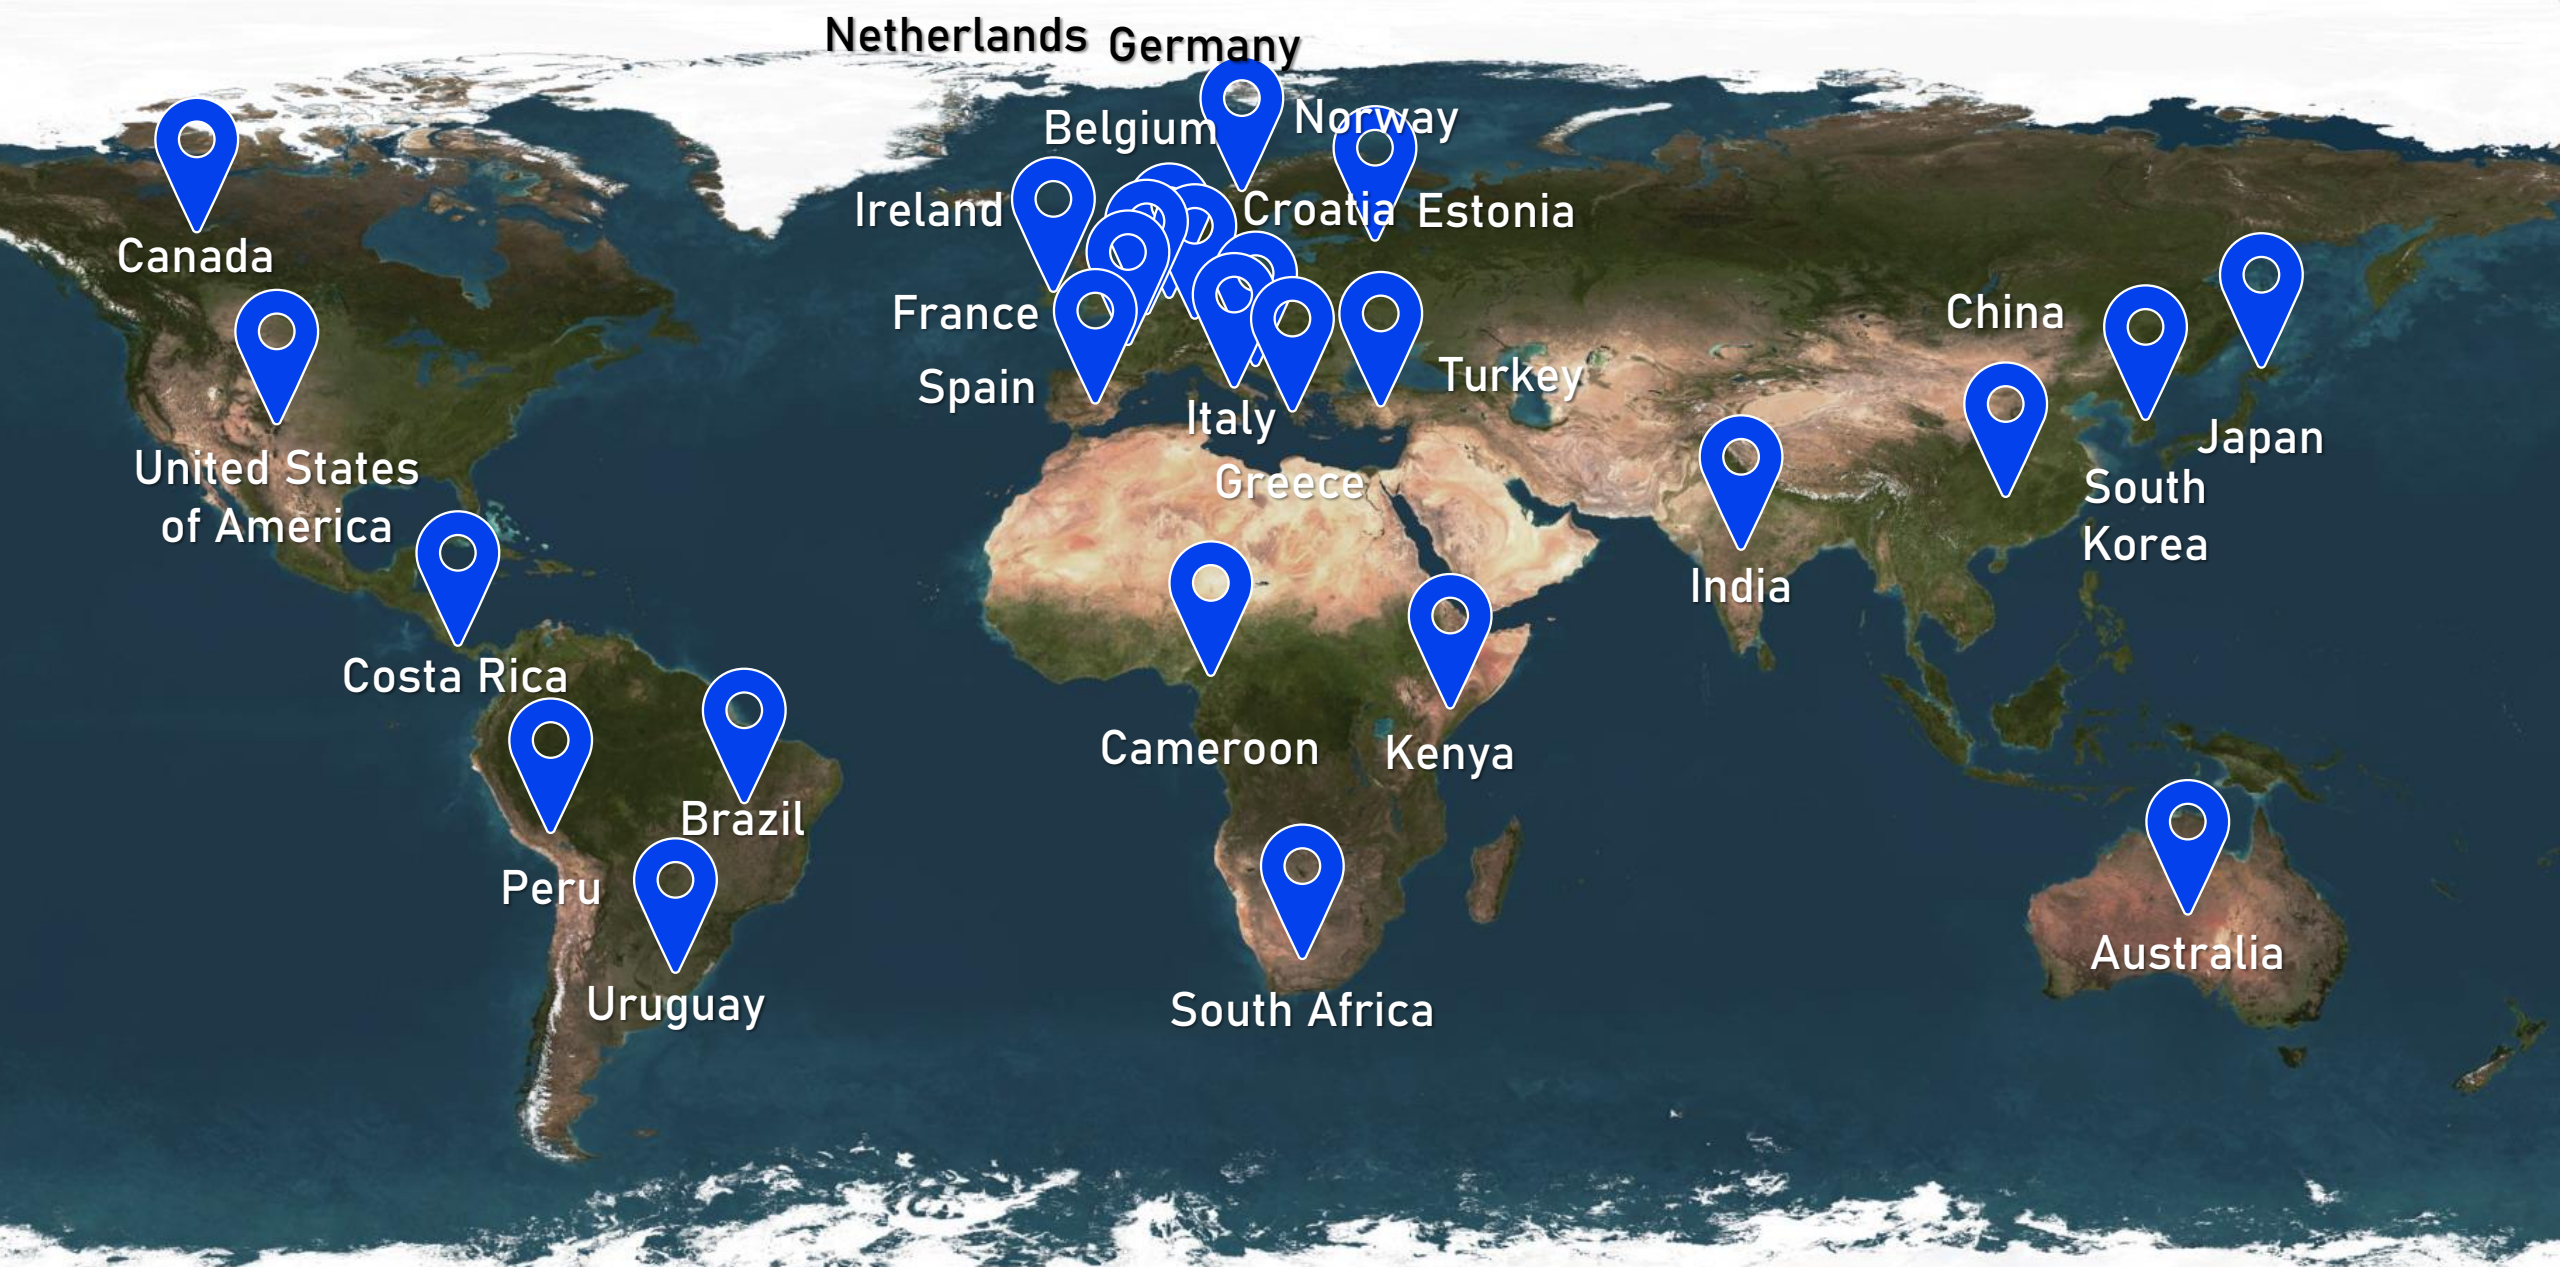 Netherlands
Germany
Belgium
Norway
Ireland
Croatia
Estonia
Canada
France
China
Spain
Turkey
Italy
Japan
United States
of America
Greece
South
Korea
India
Costa Rica
Cameroon
Kenya
Brazil
Peru
Australia
Uruguay
South Africa